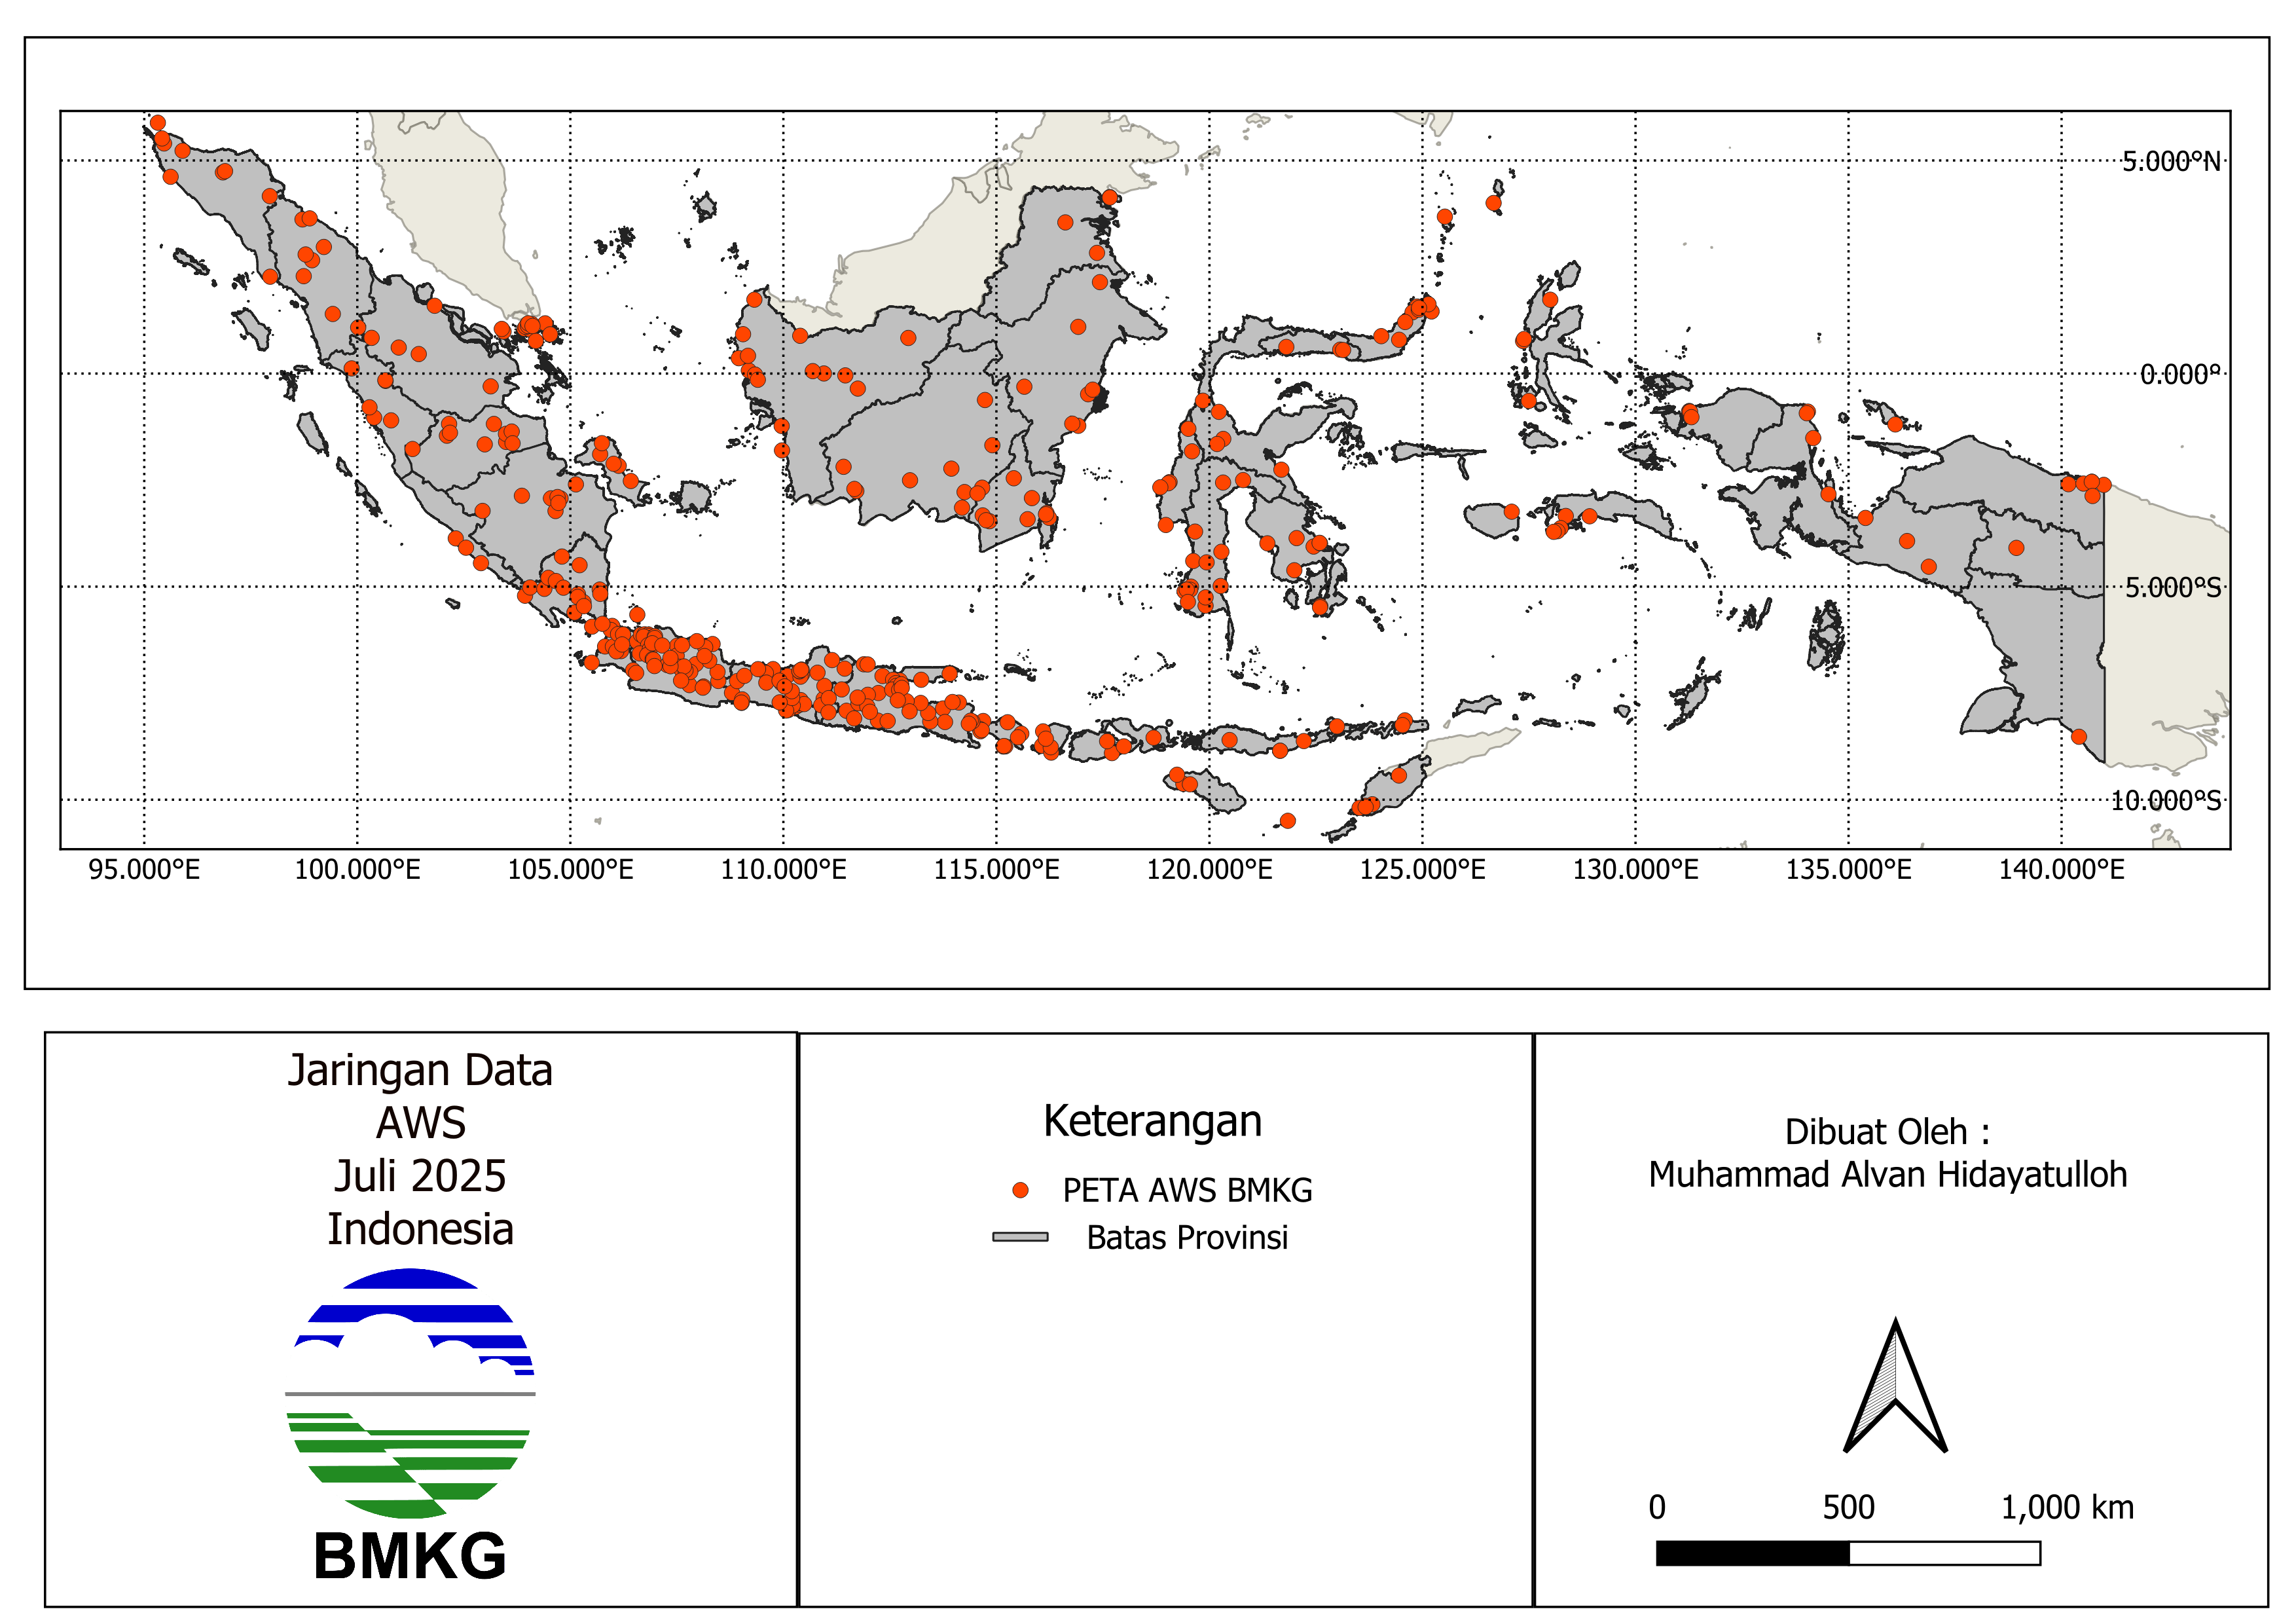 5.000°N
0.000°
5.000°S
10.000°S
95.000°E
100.000°E
105.000°E
110.000°E
115.000°E
120.000°E
125.000°E
130.000°E
135.000°E
140.000°E
Jaringan Data
AWS
Juli 2025
Indonesia
BMKG
Keterangan
PETA AWS BMKG
Batas Provinsi
Dibuat Oleh :
Muhammad Alvan Hidayatulloh
0 500 1,000 km